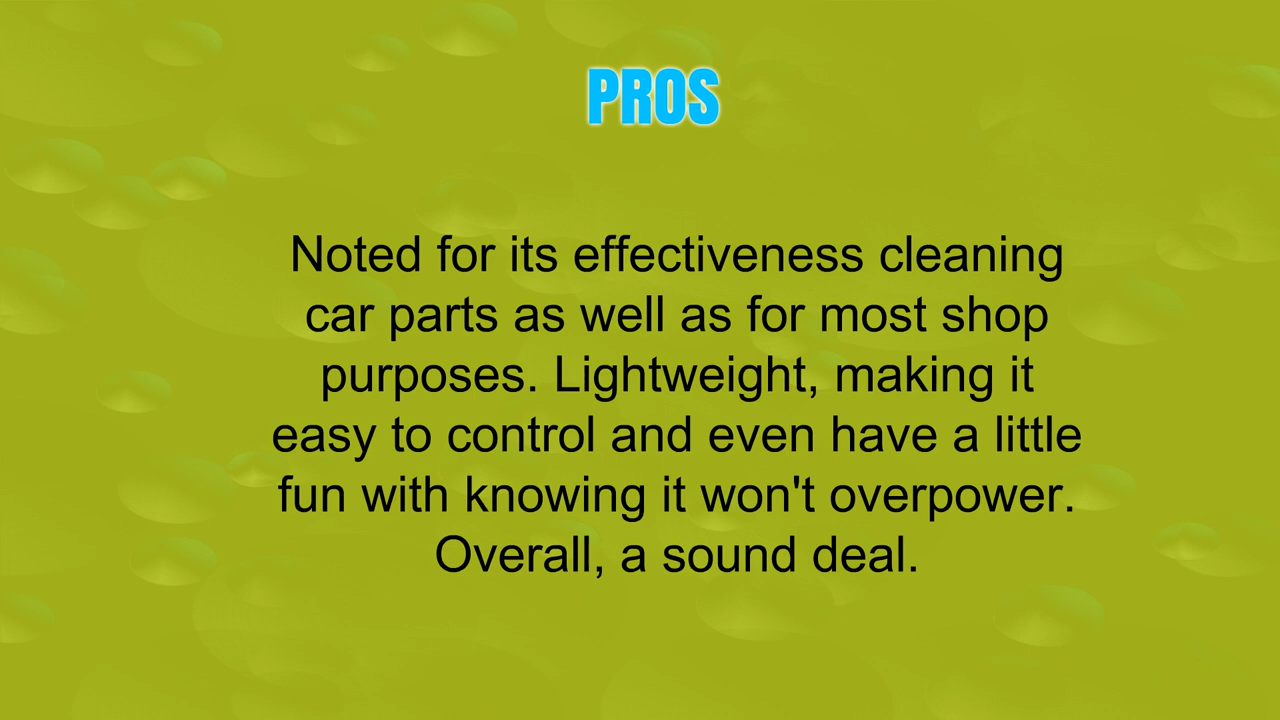 PROS
Noted for its effectiveness cleaning
car parts as well as for most shop
purposes. Lightweight, making it
easy to control and even have a little
fun with knowing it won't overpower.
Overall, a sound deal.